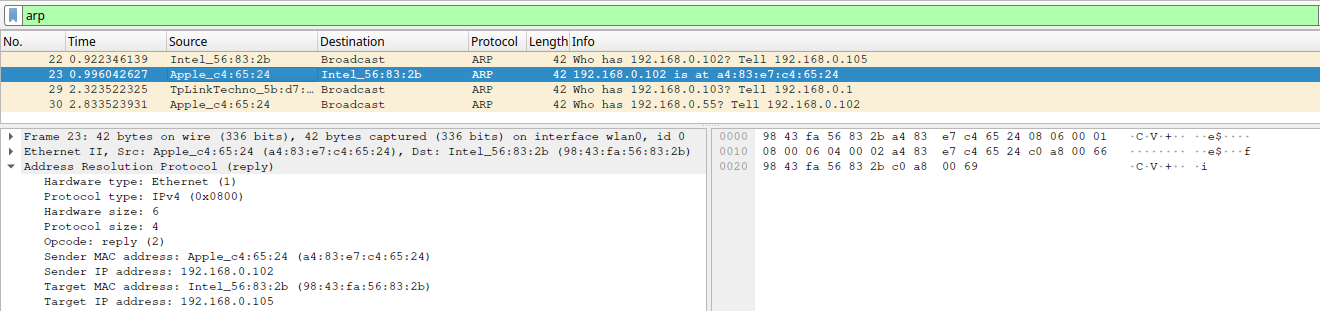 arp
No. Time Source Destination Protocol Length Info
22 0.922346139 Intel_56:83:2b Broadcast ARP 42 Who has 192.168.0.102? Tell 192.168.0.105
23 0.996042627 Apple_c4:65:24 Intel_56:83:2b ARP 42 192.168.0.102 is at a4:83:e7:c4:65:24
29 2.323522325 TpLinkTechno_5b:d7:... Broadcast ARP 42 Who has 192.168.0.103? Tell 192.168.0.1
30 2.833523931 Apple_c4:65:24 Broadcast ARP 42 Who has 192.168.0.55? Tell 192.168.0.102
Frame 23: 42 bytes on wire (336 bits), 42 bytes captured (336 bits) on interface wlan0, id 0
Ethernet II, Src: Apple_c4:65:24 (a4:83:e7:c4:65:24), Dst: Intel_56:83:2b (98:43:fa:56:83:2b)
Address Resolution Protocol (reply)
Hardware type: Ethernet (1)
Protocol type: IPv4 (0x0800)
Hardware size: 6
Protocol size: 4
Opcode: reply (2)
Sender MAC address: Apple_c4:65:24 (a4:83:e7:c4:65:24)
Sender IP address: 192.168.0.102
Target MAC address: Intel_56:83:2b (98:43:fa:56:83:2b)
Target IP address: 192.168.0.105
0000 98 43 fa 56 83 2b a4 83 e7 c4 65 24 08 06 00 01 ·C·V·+·· ··e$····
0010 08 00 06 04 00 02 a4 83 e7 c4 65 24 c0 a8 00 66 ········ ··e$···f
0020 98 43 fa 56 83 2b c0 a8 00 69 ·C·V·+·· ·i